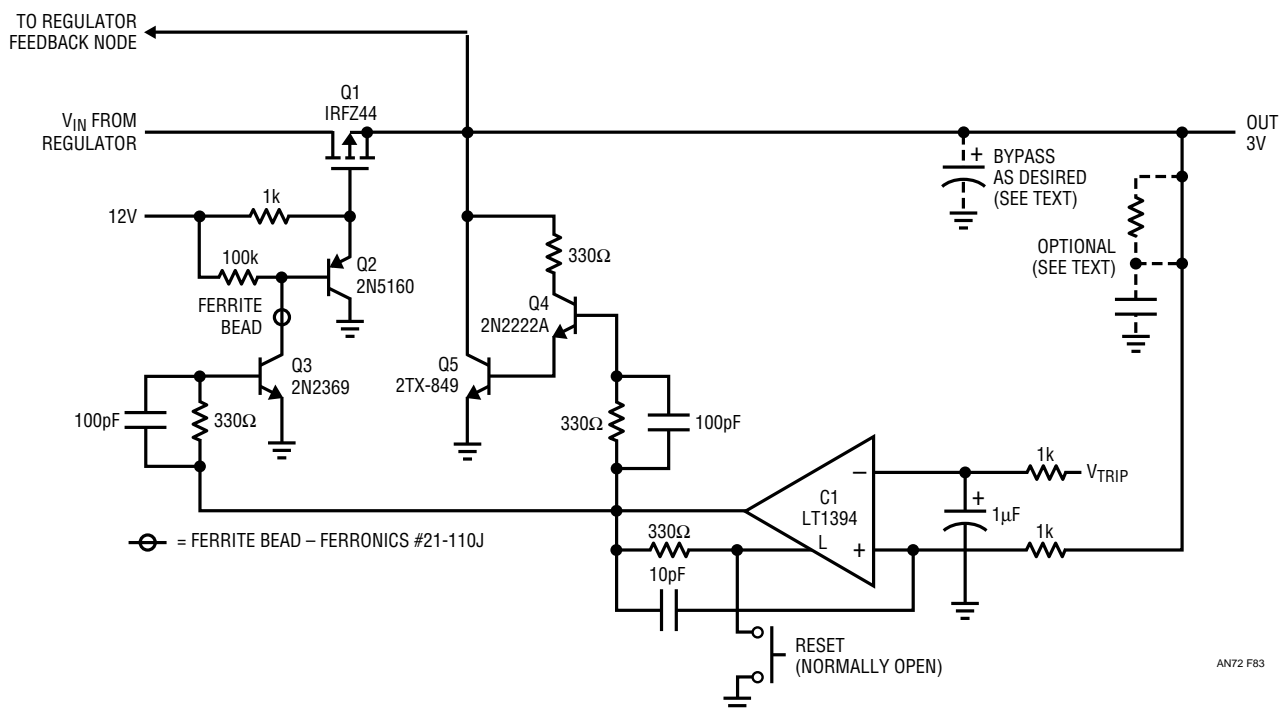 TO REGULATOR
FEEDBACK NODE
Q1
IRFZ44
VIN FROM
REGULATOR
OUT
3V
+
BYPASS
AS DESIRED
(SEE TEXT)
1k
12V
330Ω
100k
Q2
2N5160
OPTIONAL
(SEE TEXT)
FERRITE
BEAD
Q4
2N2222A
Q3
2N2369
Q5
2TX-849
100pF
330Ω
330Ω
100pF
1k
VTRIP
–
C1
LT1394
+
1µF
= FERRITE BEAD – FERRONICS #21-110J
330Ω
L
+
1k
10pF
RESET
(NORMALLY OPEN)
AN72 F83